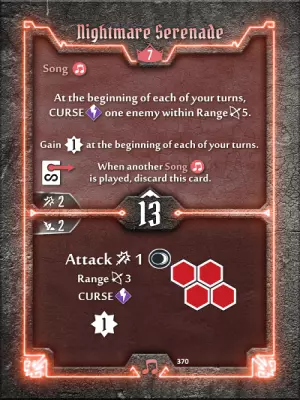 Nightmare Serenade
7
Song
At the beginning of each of your turns,
CURSE one enemy within Range 5.
Gain 1 at the beginning of each of your turns.
When another Song
is played, discard this card.
2
13
2
Attack 1
Range 3
CURSE
1
370